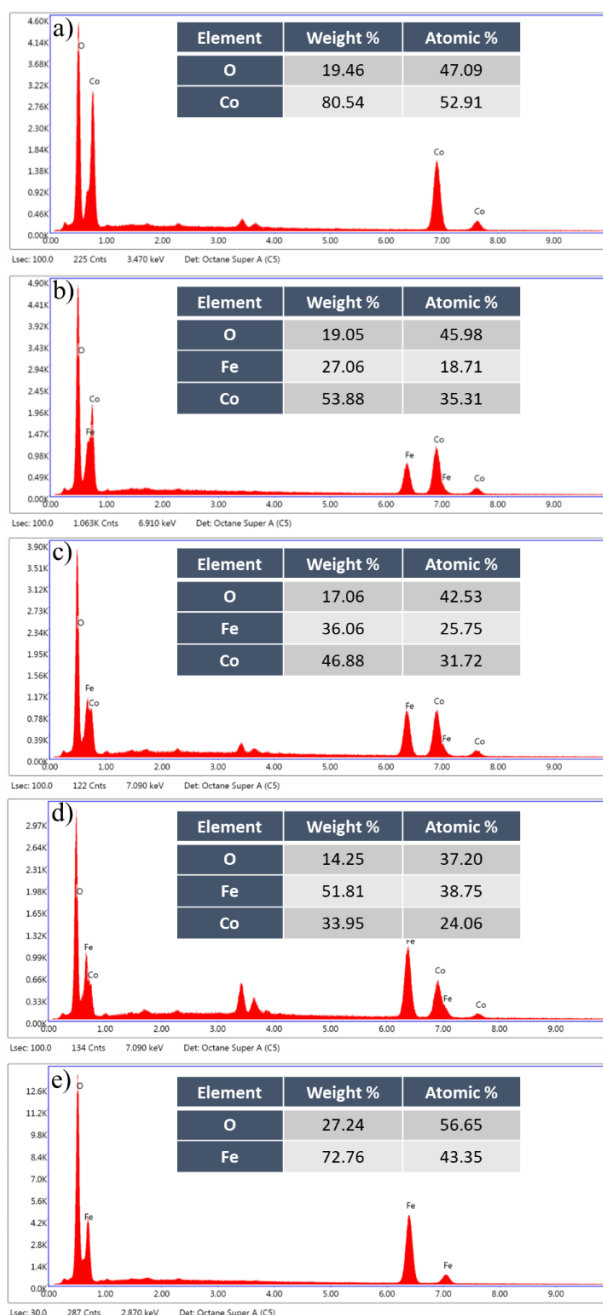 a)
4.60K
4.14K
3.68K
3.22K
2.76K
2.30K
1.84K
1.38K
0.92K
0.46K
0.00K
O
Co
Co
Co
Element Weight % Atomic %
O 19.46 47.09
Co 80.54 52.91
0.00 1.00 2.00 3.00 4.00 5.00 6.00 7.00 8.00 9.00
Lsec: 100.0 225 Cnts 3.470 keV Det: Octane Super A (C5)
b)
4.90K
4.41K
3.92K
3.43K
2.94K
2.45K
1.96K
1.47K
0.98K
0.49K
0.00K
O
Co
Fe
Fe
Co
Fe
Co
Element Weight % Atomic %
O 19.05 45.98
Fe 27.06 18.71
Co 53.88 35.31
0.00 1.00 2.00 3.00 4.00 5.00 6.00 7.00 8.00 9.00
Lsec: 100.0 1.063K Cnts 6.910 keV Det: Octane Super A (C5)
c)
3.90K
3.51K
3.12K
2.73K
2.34K
1.95K
1.56K
1.17K
0.78K
0.39K
0.00K
O
Fe
Co
Fe
Co
Fe
Co
Element Weight % Atomic %
O 17.06 42.53
Fe 36.06 25.75
Co 46.88 31.72
0.00 1.00 2.00 3.00 4.00 5.00 6.00 7.00 8.00 9.00
Lsec: 100.0 122 Cnts 7.090 keV Det: Octane Super A (C5)
d)
2.97K
2.64K
2.31K
1.98K
1.65K
1.32K
0.99K
0.66K
0.33K
0.00K
O
Fe
Co
Fe
Co
Fe
Co
Element Weight % Atomic %
O 14.25 37.20
Fe 51.81 38.75
Co 33.95 24.06
0.00 1.00 2.00 3.00 4.00 5.00 6.00 7.00 8.00 9.00
Lsec: 100.0 134 Cnts 7.090 keV Det: Octane Super A (C5)
e)
12.6K
11.2K
9.8K
8.4K
7.0K
5.6K
4.2K
2.8K
1.4K
0.0K
O
Fe
Fe
Fe
Element Weight % Atomic %
O 27.24 56.65
Fe 72.76 43.35
0.00 1.00 2.00 3.00 4.00 5.00 6.00 7.00 8.00 9.00
Lsec: 30.0 287 Cnts 2.870 keV Det: Octane Super A (C5)